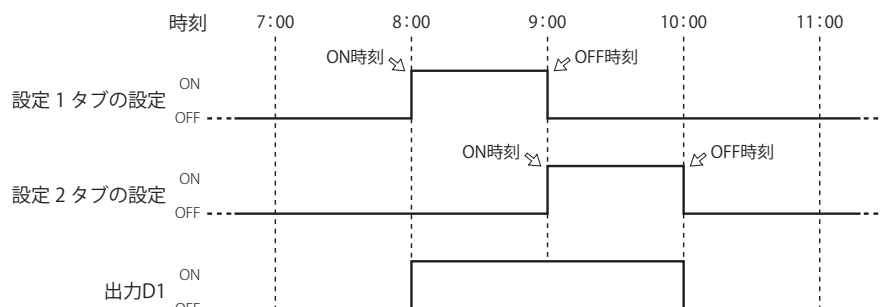 時刻 7:00 8:00 9:00 10:00 11:00
ON時刻 OFF時刻
設定 1 タブの設定
ON
OFF
ON時刻 OFF時刻
設定 2 タブの設定
ON
OFF
出力D1
ON
OFF